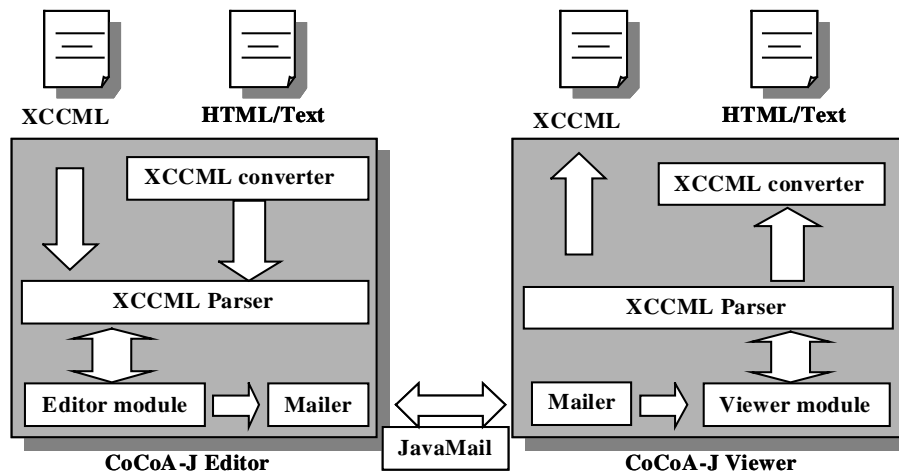 XCCML
HTML/Text
XCCML converter
XCCML Parser
Editor module
Mailer
CoCoA-J Editor
JavaMail
XCCML
HTML/Text
XCCML converter
XCCML Parser
Mailer
Viewer module
CoCoA-J Viewer